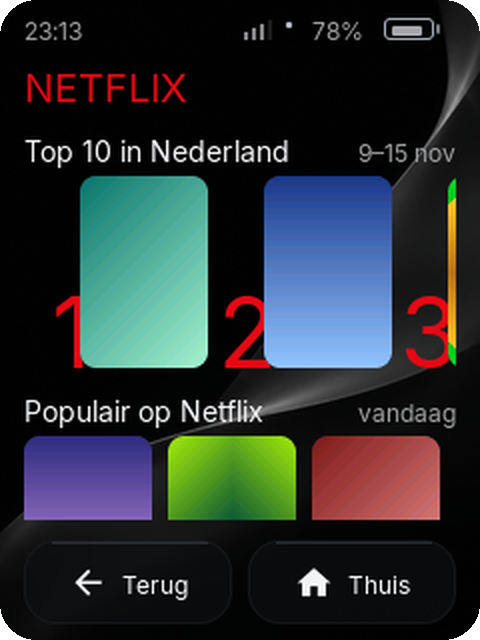 23:13 78%
NETFLIX
Top 10 in Nederland 9–15 nov
1 2 3
Populair op Netflix vandaag
Terug Thuis